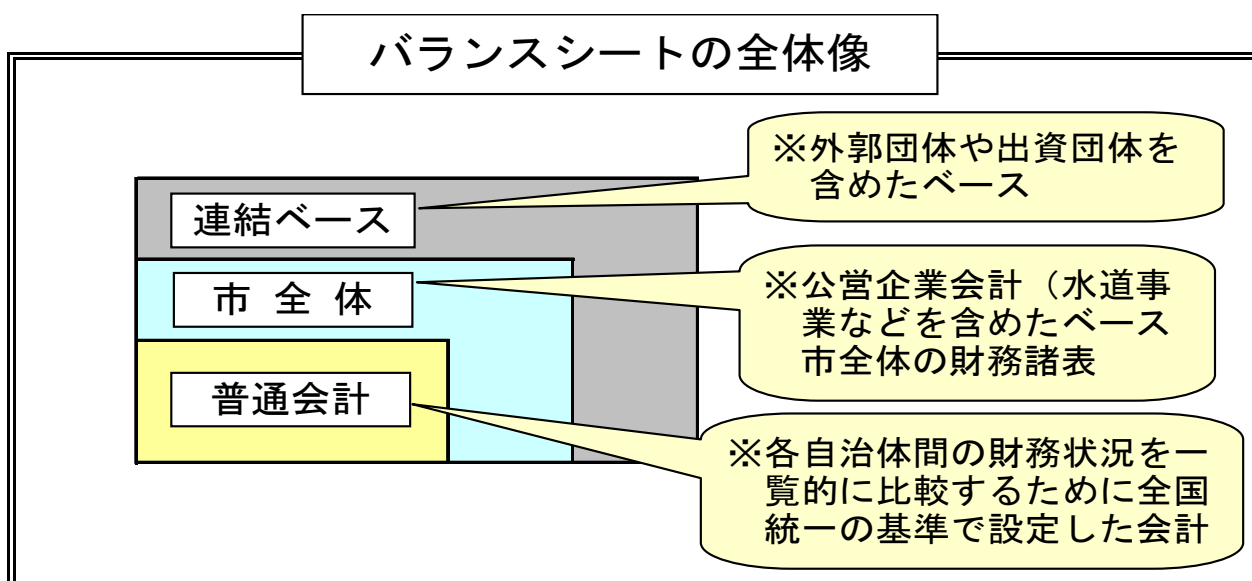 バランスシートの全体像
※外郭団体や出資団体を
含めたベース
連結ベース
市 全 体
※公営企業会計（水道事
業などを含めたベース
市全体の財務諸表
普通会計
※各自治体間の財務状況を一
覧的に比較するために全国
統一の基準で設定した会計